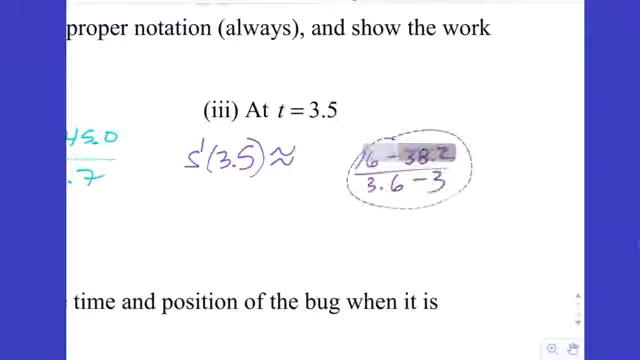 proper notation (always), and show the work
(iii) At t = 3.5
45.0
.7
s'(3.5) ≈
16 - 38.2
3.6 - 3
time and position of the bug when it is